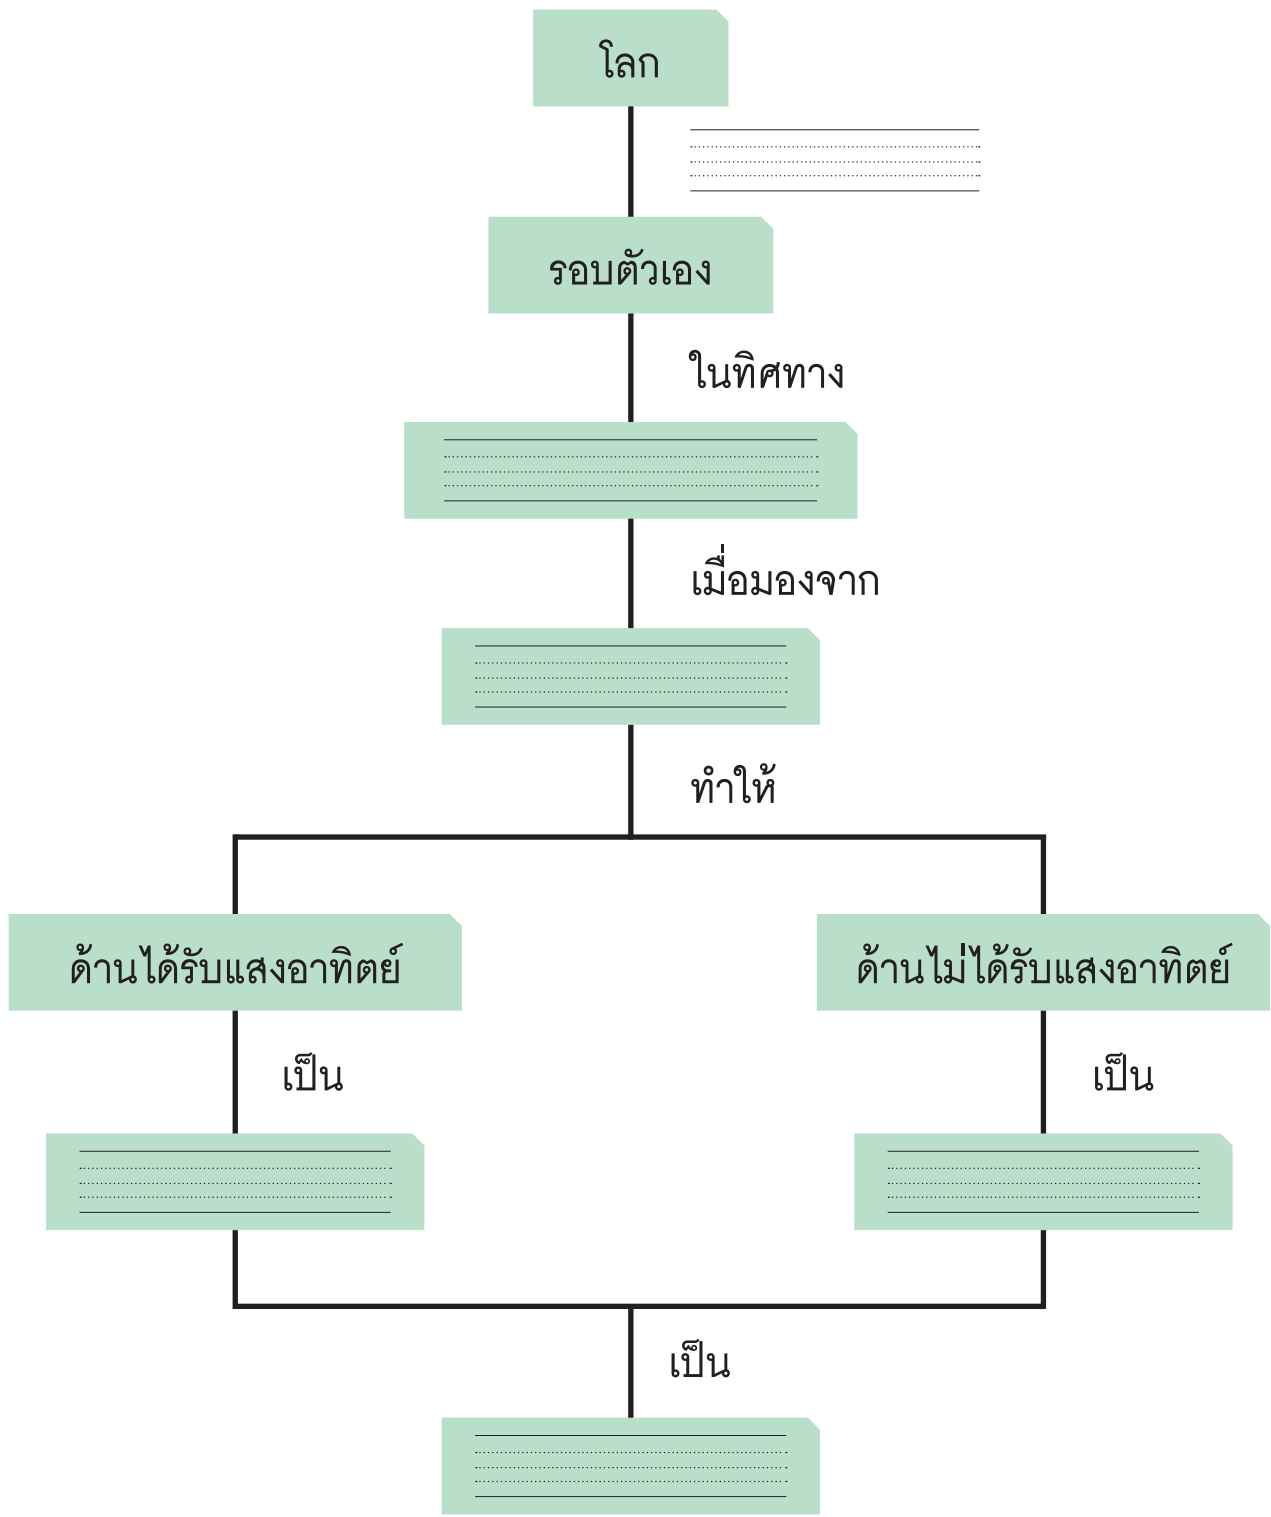 โลก
รอบตัวเอง
ในทิศทาง
เมื่อมองจาก
ทำให้
ด้านได้รับแสงอาทิตย์
ด้านไม่ได้รับแสงอาทิตย์
เป็น
เป็น
เป็น